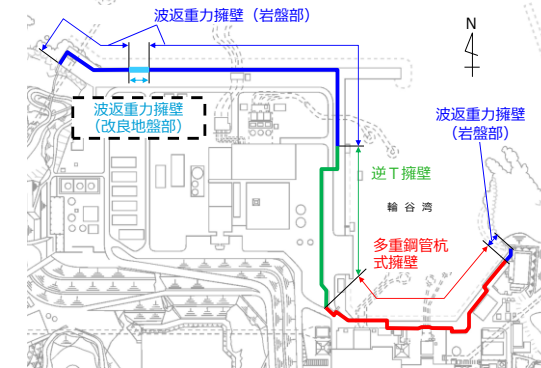 波返重力擁壁（岩盤部）
N
波返重力擁壁
（改良地盤部）
波返重力擁壁
（岩盤部）
逆Ｔ擁壁
輪谷湾
多重鋼管杭
式擁壁